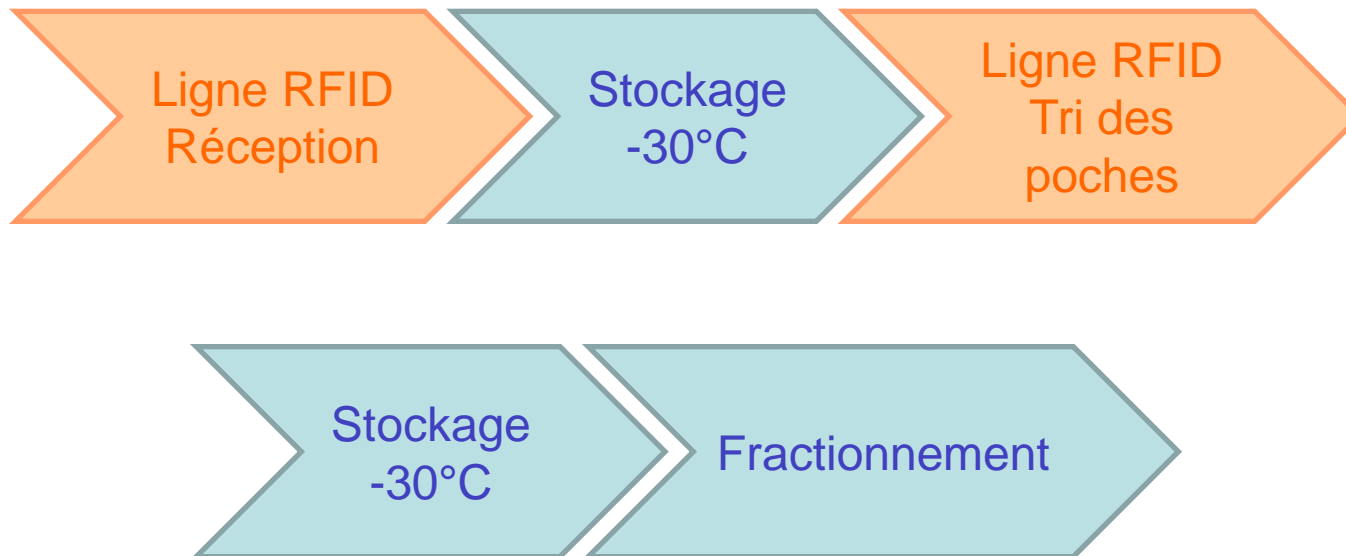 Ligne RFID
Réception
Stockage
-30°C
Ligne RFID
Tri des
poches
Stockage
-30°C
Fractionnement